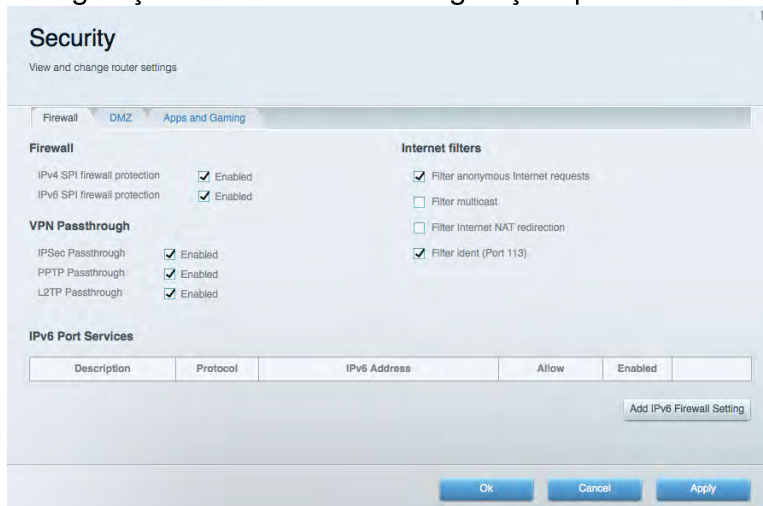 Security
View and change router settings
Firewall DMZ Apps and Gaming
Firewall
IPv4 SPI firewall protection Enabled
IPv6 SPI firewall protection Enabled
VPN Passthrough
IPSec Passthrough Enabled
PPTP Passthrough Enabled
L2TP Passthrough Enabled
Internet filters
Filter anonymous Internet requests
Filter multicast
Filter Internet NAT redirection
Filter ident (Port 113)
IPv6 Port Services
Description Protocol IPv6 Address Allow Enabled
Add IPv6 Firewall Setting
Ok Cancel Apply